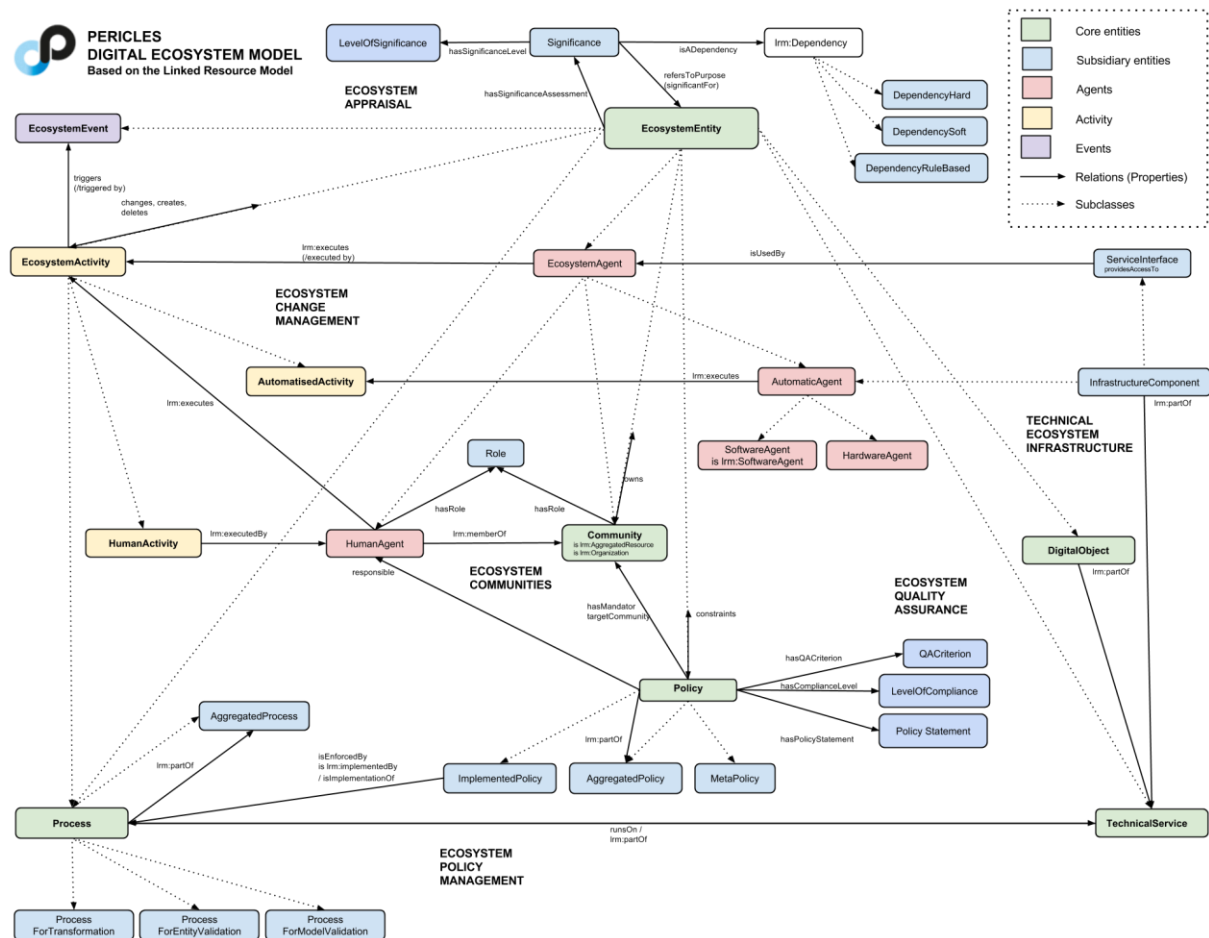 PERICLES
DIGITAL ECOSYSTEM MODEL
Based on the Linked Resource Model
LevelOfSignificance
hasSignificanceLevel
Significance
isADependency
lrm:Dependency
Core entities
Subsidiary entities
Agents
Activity
Events
Relations (Properties)
Subclasses
ECOSYSTEM
APPRAISAL
hasSignificanceAssessment
refersToPurpose
(significantFor)
DependencyHard
DependencySoft
DependencyRuleBased
EcosystemEvent
EcosystemEntity
triggers
(/triggered by)
changes, creates,
deletes
EcosystemActivity
lrm:executes
(/executed by)
EcosystemAgent
isUsedBy
ServiceInterface
providesAccessTo
ECOSYSTEM
CHANGE
MANAGEMENT
AutomatisedActivity
lrm:executes
AutomaticAgent
InfrastructureComponent
lrm:partOf
lrm:executes
TECHNICAL
ECOSYSTEM
INFRASTRUCTURE
Role
SoftwareAgent
is lrm:SoftwareAgent
HardwareAgent
owns
hasRole
hasRole
HumanActivity
lrm:executedBy
HumanAgent
lrm:memberOf
Community
is lrm:AggregatedResource
is lrm:Organization
DigitalObject
lrm:partOf
responsible
ECOSYSTEM
COMMUNITIES
ECOSYSTEM
QUALITY
ASSURANCE
hasMandator
targetCommunity
constraints
hasQACriterion
QACriterion
Policy
hasComplianceLevel
LevelOfCompliance
hasPolicyStatement
Policy Statement
AggregatedProcess
lrm:partOf
lrm:partOf
isEnforcedBy
is lrm:implementedBy
/ isImplementationOf
ImplementedPolicy
AggregatedPolicy
MetaPolicy
Process
runsOn /
lrm:partOf
TechnicalService
ECOSYSTEM
POLICY
MANAGEMENT
Process
ForTransformation
Process
ForEntityValidation
Process
ForModelValidation